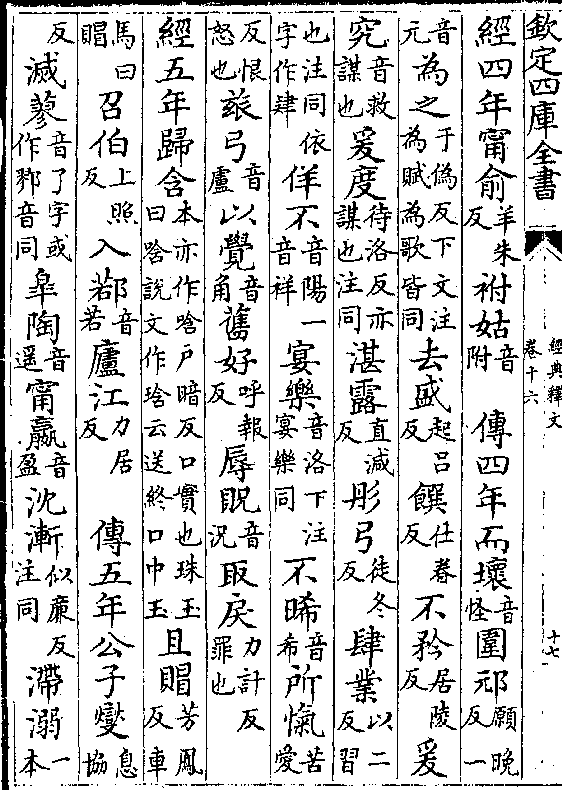 欽定四庫全書
經典釋文
卷十六
十七
經四年甯俞羊朱反祔姑音附 傳四年而壞音怪圍邧願晚反一
音元為之于偽反下文注為賦為歌皆同去盛起呂反饌仕眷反不矜居陵反爰
究音救謀也爰度待洛反亦謀也注同湛露直減反彤弓徒冬反肆業以二反習
也注同依字作肄佯不音陽一音祥宴樂音洛下注宴樂同不晞音希所愾苦愛
反恨怒也玈弓音盧以覺音角舊好呼報反辱貺音況取戾力計反罪也
經五年歸含本亦作唅戶暗反口實也珠玉曰唅說文作琀云送終口中玉且賵芳鳳反車
馬曰賵召伯上照反入鄀音若廬江力居反 傳五年公子燮息協
反滅蓼音了字或作鄝音同臯陶音遥甯嬴音盈沈漸似廉反注同滯溺一本